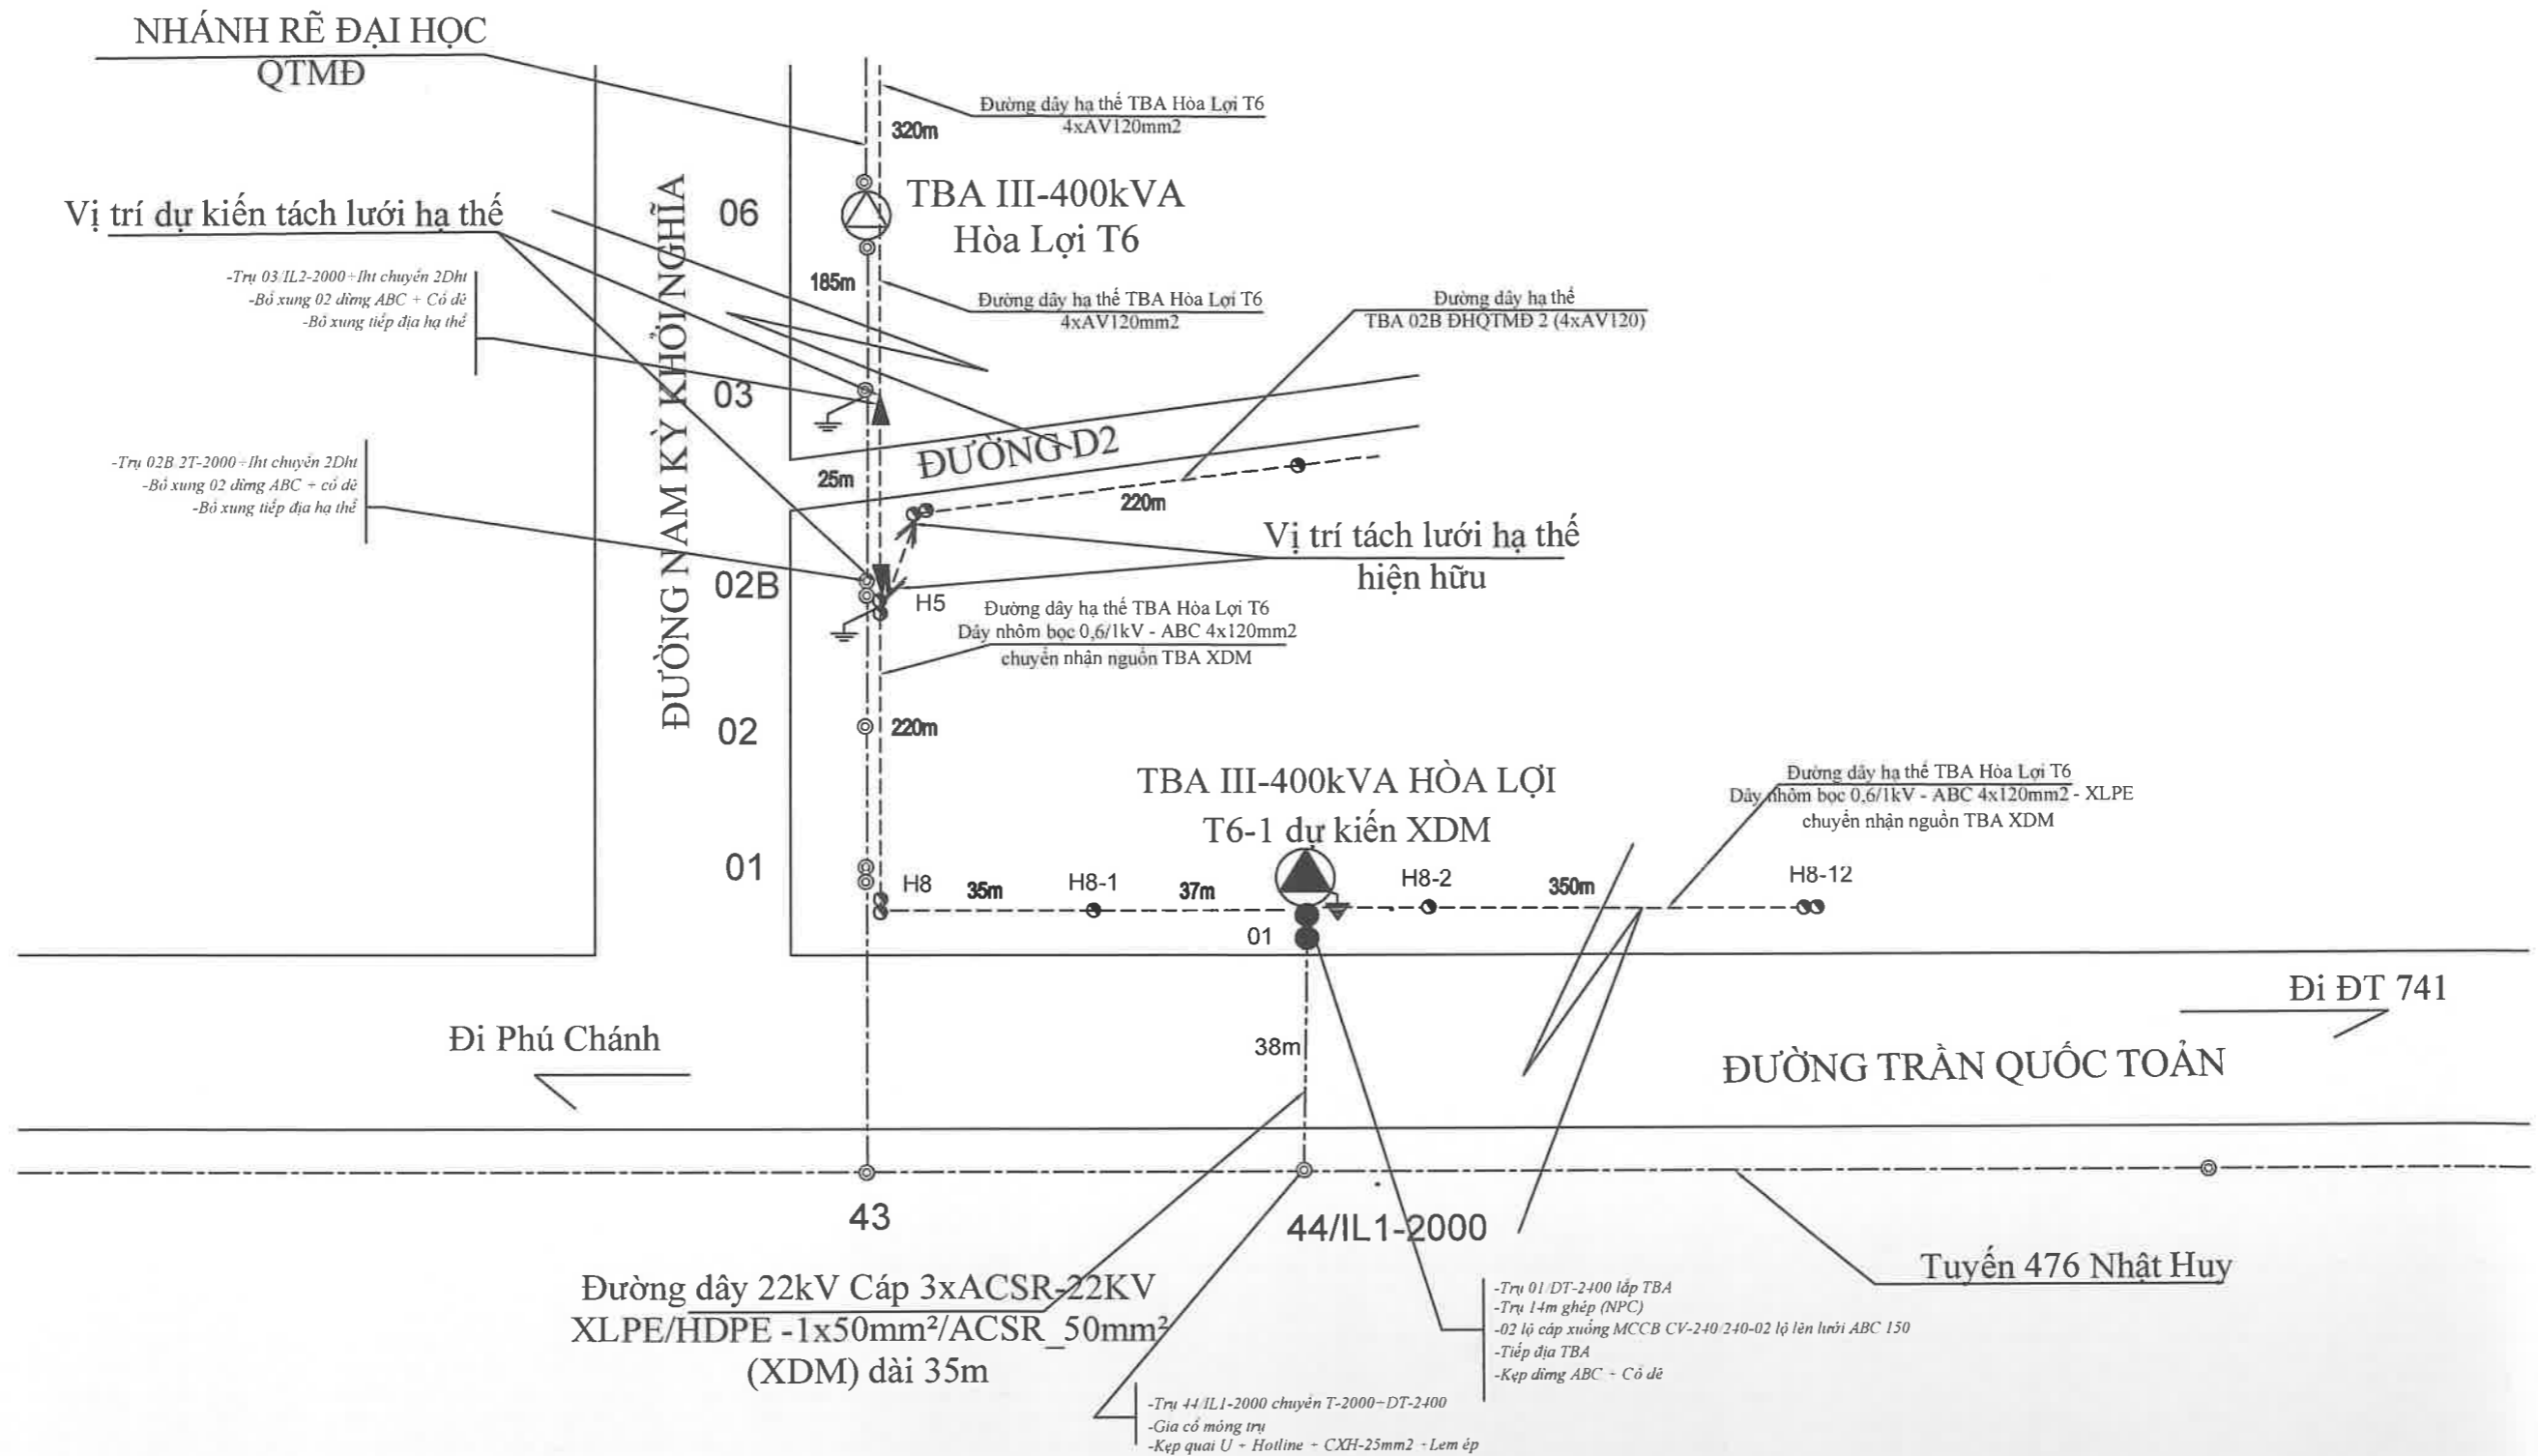 NHÁNH RẼ ĐẠI HỌC
QTMĐ
Đường dây hạ thế TBA Hòa Lợi T6
4xAV120mm2
320m
TBA III-400kVA
Hòa Lợi T6
06
Vị trí dự kiến tách lưới hạ thế
-Trụ 03/IL2-2000+Iht chuyển 2Dht
-Bổ xung 02 dừng ABC + Cổ dê
-Bổ xung tiếp địa hạ thế
185m
Đường dây hạ thế TBA Hòa Lợi T6
4xAV120mm2
Đường dây hạ thế
TBA 02B ĐHQTMĐ 2 (4xAV120)
ĐƯỜNG NAM KỲ KHỞI NGHĨA
03
ĐƯỜNG D2
25m
220m
-Trụ 02B 2T-2000+Iht chuyển 2Dht
-Bổ xung 02 dừng ABC + cổ dê
-Bổ xung tiếp địa hạ thế
Vị trí tách lưới hạ thế
hiện hữu
02B
H5
Đường dây hạ thế TBA Hòa Lợi T6
Dây nhôm bọc 0,6/1kV - ABC 4x120mm2
chuyển nhận nguồn TBA XDM
02
220m
TBA III-400kVA HÒA LỢI
T6-1 dự kiến XDM
Đường dây hạ thế TBA Hòa Lợi T6
Dây nhôm bọc 0,6/1kV - ABC 4x120mm2 - XLPE
chuyển nhận nguồn TBA XDM
01
H8
35m
H8-1
37m
H8-2
350m
H8-12
01
Đi ĐT 741
Đi Phú Chánh
38m
ĐƯỜNG TRẦN QUỐC TOẢN
43
44/IL1-2000
Tuyến 476 Nhật Huy
Đường dây 22kV Cáp 3xACSR-22KV
XLPE/HDPE -1x50mm²/ACSR_50mm²
(XDM) dài 35m
-Trụ 01/DT-2400 lắp TBA
-Trụ 14m ghép (NPC)
-02 lộ cáp xuống MCCB CV-240/240-02 lộ lên lưới ABC 150
-Tiếp địa TBA
-Kẹp dừng ABC + Cổ dê
-Trụ 44/IL1-2000 chuyển T-2000+DT-2400
-Gia cố móng trụ
-Kẹp quai U + Hotline + CXH-25mm2 +Lem ép